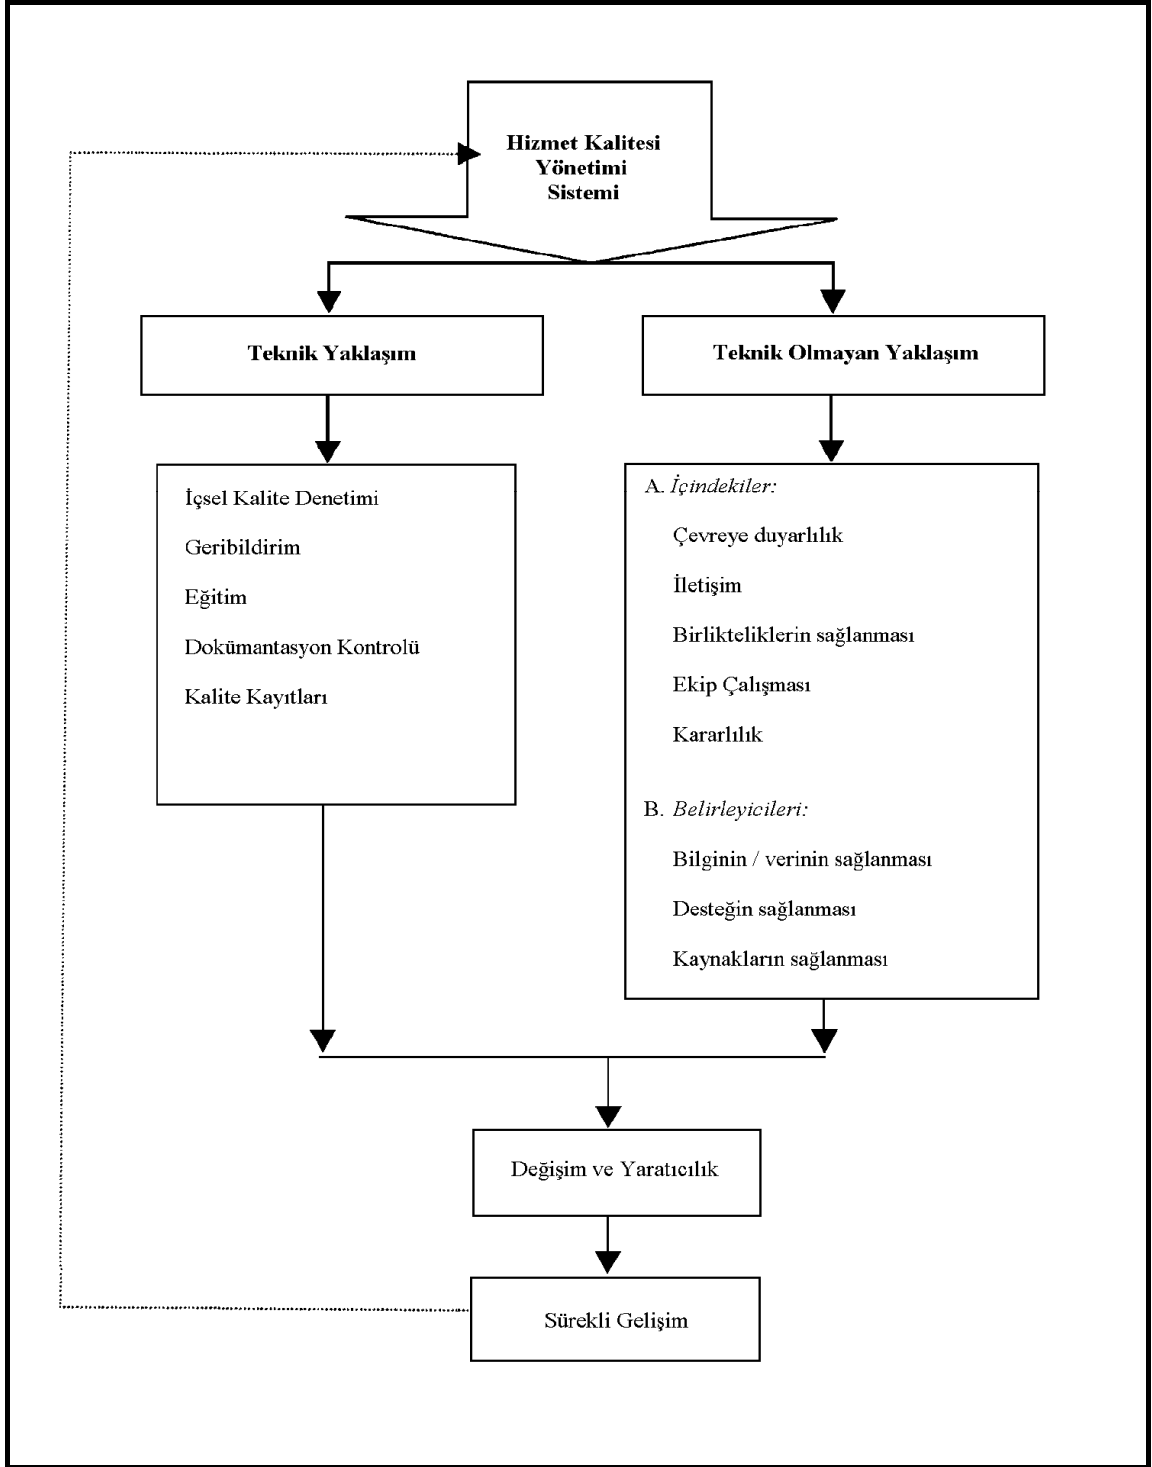 Hizmet Kalitesi
Yönetimi
Sistemi
Teknik Yaklaşım
Teknik Olmayan Yaklaşım
İçsel Kalite Denetimi
Geribildirim
Eğitim
Dokümantasyon Kontrolü
Kalite Kayıtları
A. İçindekiler:
Çevreye duyarlılık
İletişim
Birlikteliklerin sağlanması
Ekip Çalışması
Kararlılık
B. Belirleyicileri:
Bilginin / verinin sağlanması
Desteğin sağlanması
Kaynakların sağlanması
Değişim ve Yaratıcılık
Sürekli Gelişim